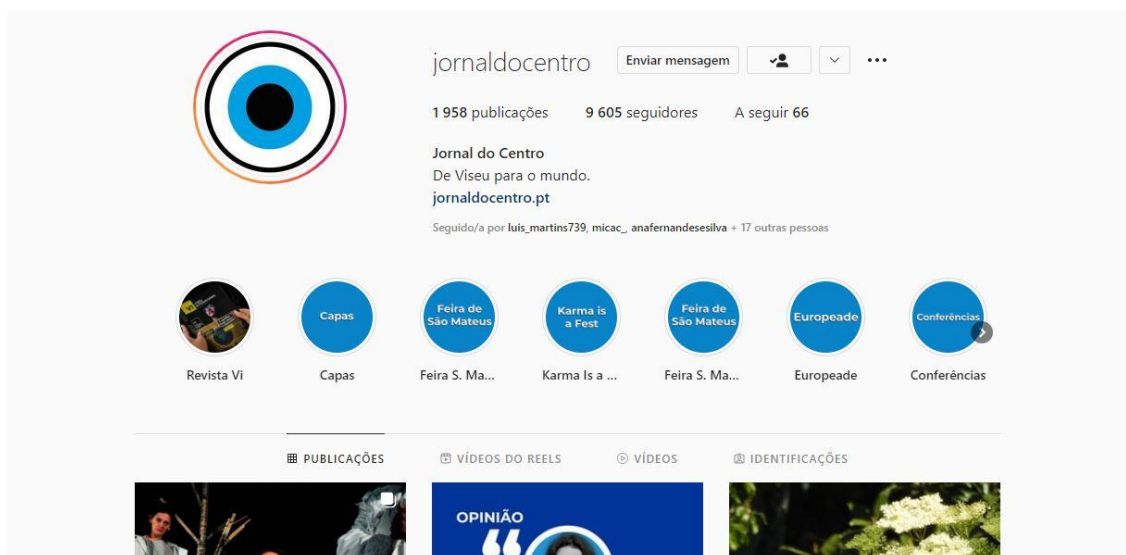 jornaldocentro Enviar mensagem
1 958 publicações 9 605 seguidores A seguir 66
Jornal do Centro
De Viseu para o mundo.
jornaldocentro.pt
Seguido/a por luis_martins739, micac_, anafernandesesilva + 17 outras pessoas
Vi
Capas
Feira de
São Mateus
Karma is
a Fest
Feira de
São Mateus
Europeade
Conferências
Revista Vi Capas Feira S. Ma... Karma Is a ... Feira S. Ma... Europeade Conferências
PUBLICAÇÕES VÍDEOS DO REELS VÍDEOS IDENTIFICAÇÕES
OPINIÃO